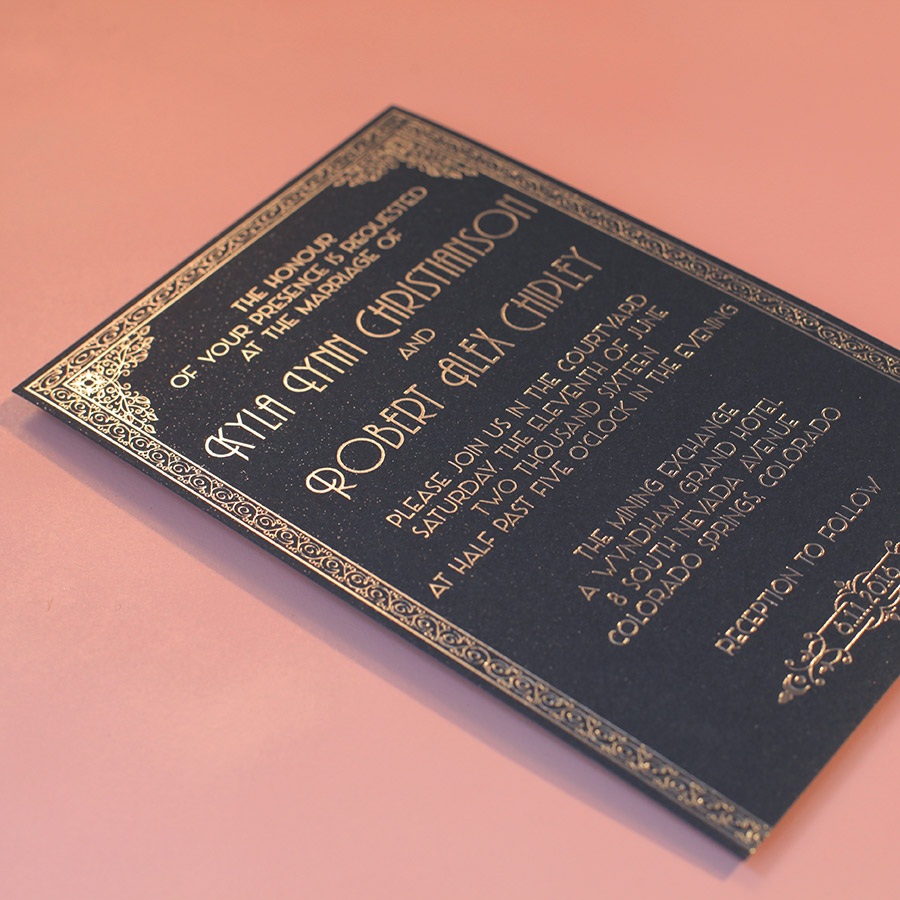 THE HONOUR
OF YOUR PRESENCE IS REQUESTED
AT THE MARRIAGE OF
KYLA LYNN CHRISTIANSON
AND
ROBERT ALEX CHIPLEY
PLEASE JOIN US IN THE COURTYARD
SATURDAY THE ELEVENTH OF JUNE
TWO THOUSAND SIXTEEN
AT HALF PAST FIVE O'CLOCK IN THE EVENING
THE MINING EXCHANGE
A WYNDHAM GRAND HOTEL
8 SOUTH NEVADA AVENUE
COLORADO SPRINGS, COLORADO
RECEPTION TO FOLLOW
6.11.2016